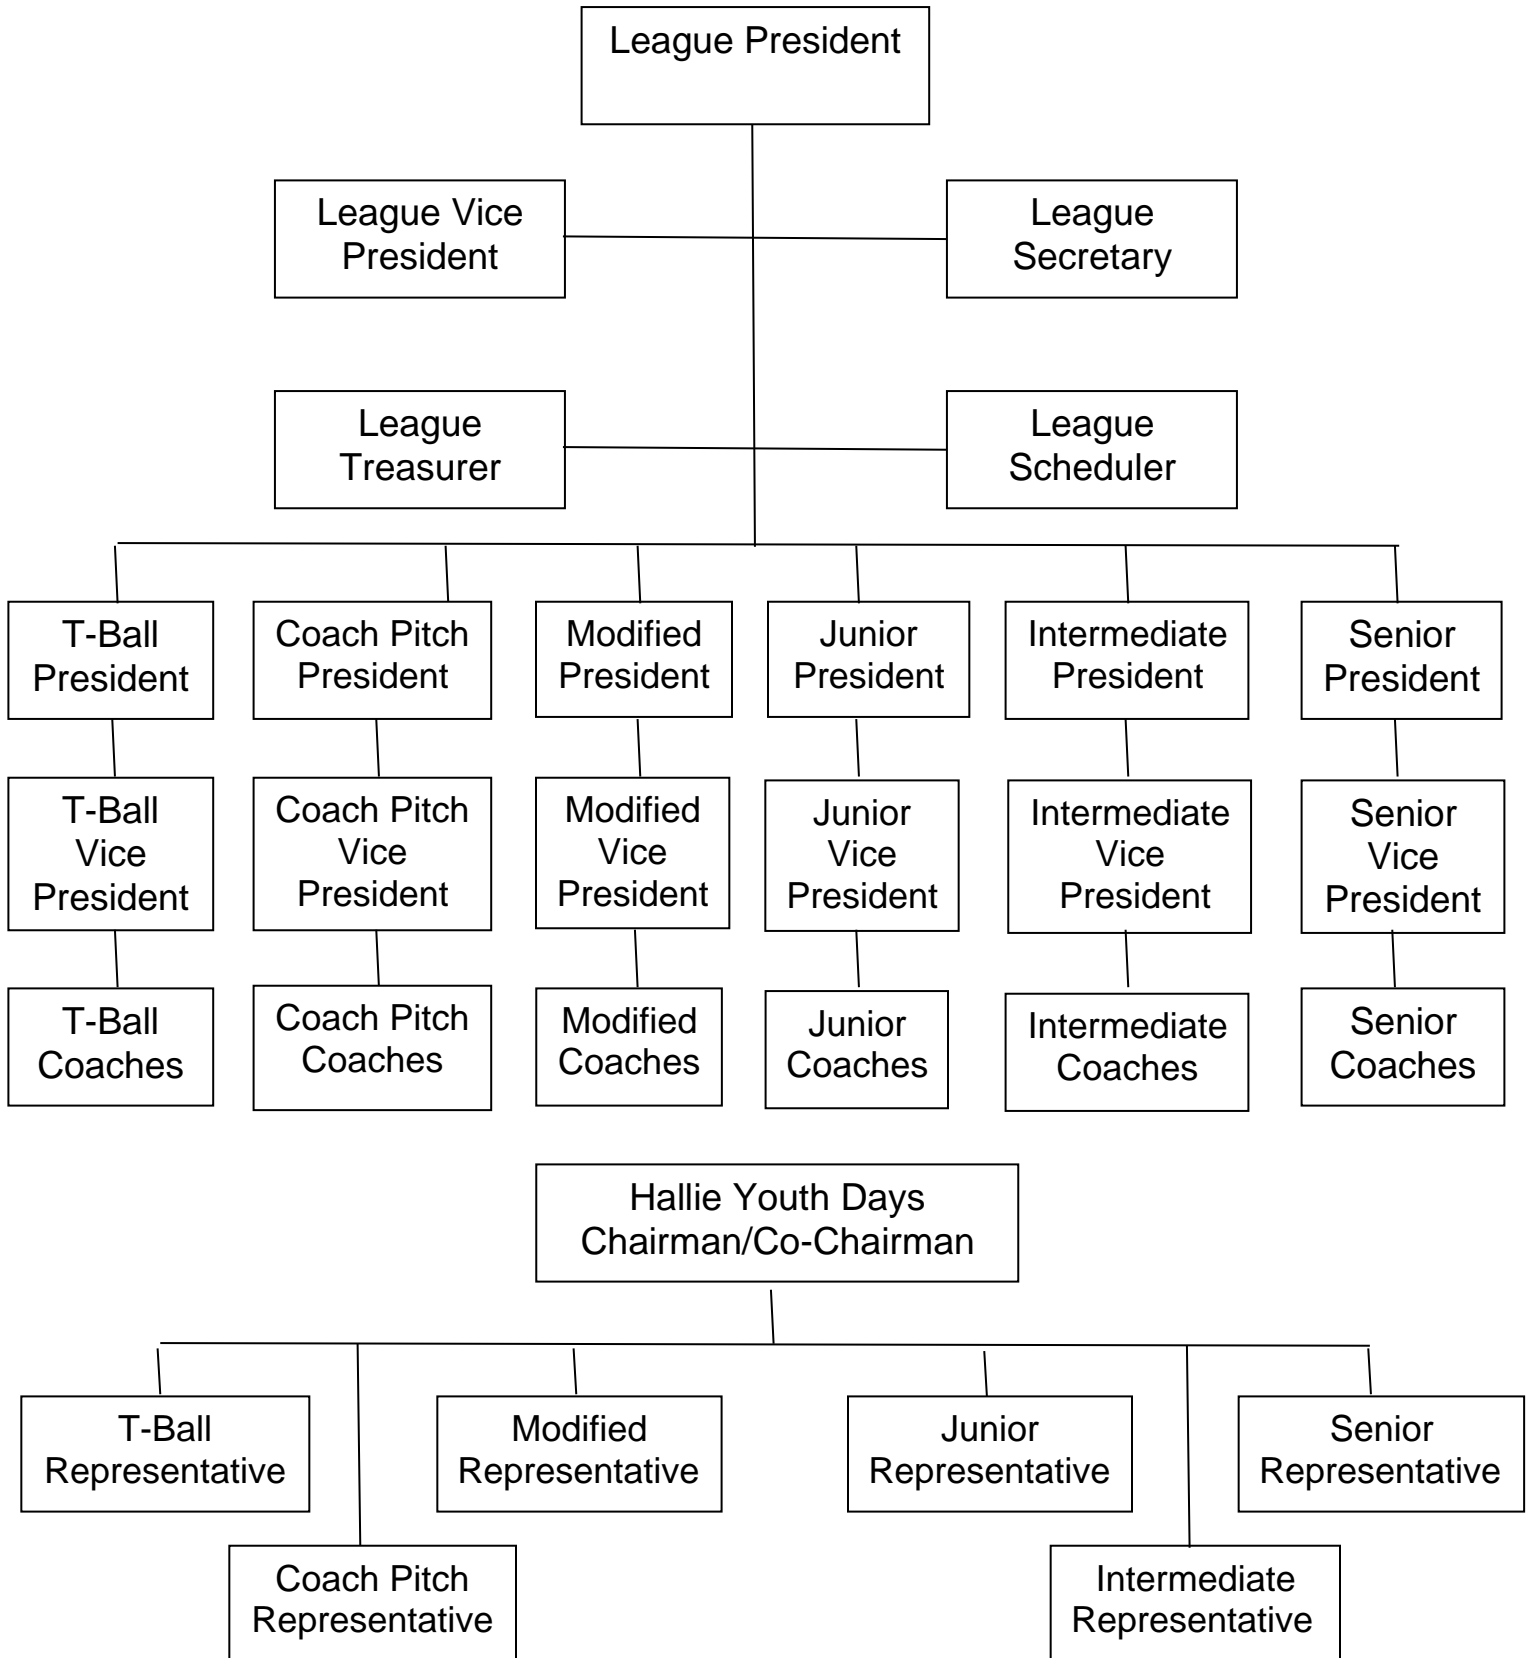 League President
League Vice
President
League
Secretary
League
Treasurer
League
Scheduler
T-Ball
President
Coach Pitch
President
Modified
President
Junior
President
Intermediate
President
Senior
President
T-Ball
Vice
President
Coach Pitch
Vice
President
Modified
Vice
President
Junior
Vice
President
Intermediate
Vice
President
Senior
Vice
President
T-Ball
Coaches
Coach Pitch
Coaches
Modified
Coaches
Junior
Coaches
Intermediate
Coaches
Senior
Coaches
Hallie Youth Days
Chairman/Co-Chairman
T-Ball
Representative
Modified
Representative
Junior
Representative
Senior
Representative
Coach Pitch
Representative
Intermediate
Representative